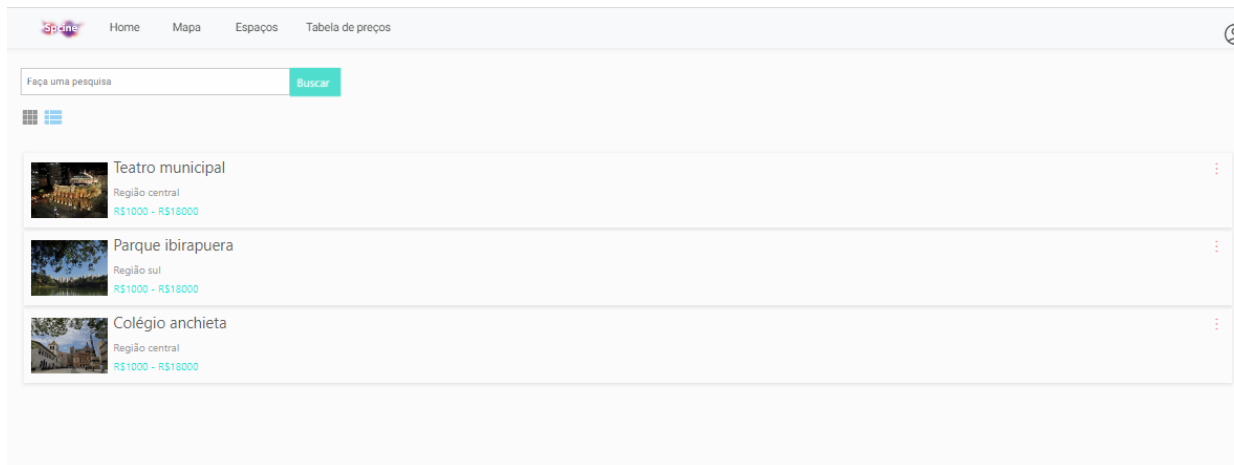 Spcine Home Mapa Espaços Tabela de preços
Faça uma pesquisa Buscar
Teatro municipal
Região central
R$1000 - R$18000
Parque ibirapuera
Região sul
R$1000 - R$18000
Colégio anchieta
Região central
R$1000 - R$18000